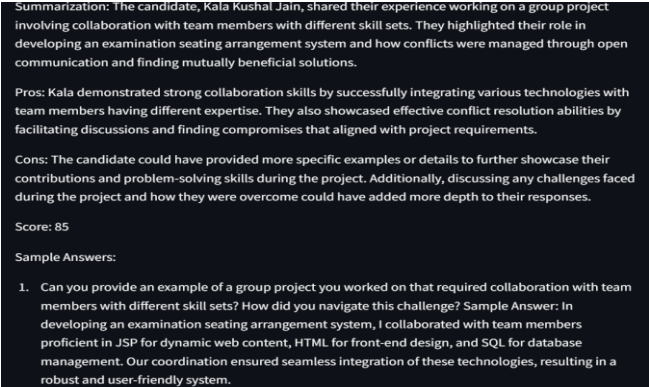 Summarization: The candidate, Kala Kushal Jain, shared their experience working on a group project
involving collaboration with team members with different skill sets. They highlighted their role in
developing an examination seating arrangement system and how conflicts were managed through open
communication and finding mutually beneficial solutions.
Pros: Kala demonstrated strong collaboration skills by successfully integrating various technologies with
team members having different expertise. They also showcased effective conflict resolution abilities by
facilitating discussions and finding compromises that aligned with project requirements.
Cons: The candidate could have provided more specific examples or details to further showcase their
contributions and problem-solving skills during the project. Additionally, discussing any challenges faced
during the project and how they were overcome could have added more depth to their responses.
Score: 85
Sample Answers:
1. Can you provide an example of a group project you worked on that required collaboration with team
members with different skill sets? How did you navigate this challenge? Sample Answer: In
developing an examination seating arrangement system, I collaborated with team members
proficient in JSP for dynamic web content, HTML for front-end design, and SQL for database
management. Our coordination ensured seamless integration of these technologies, resulting in a
robust and user-friendly system.